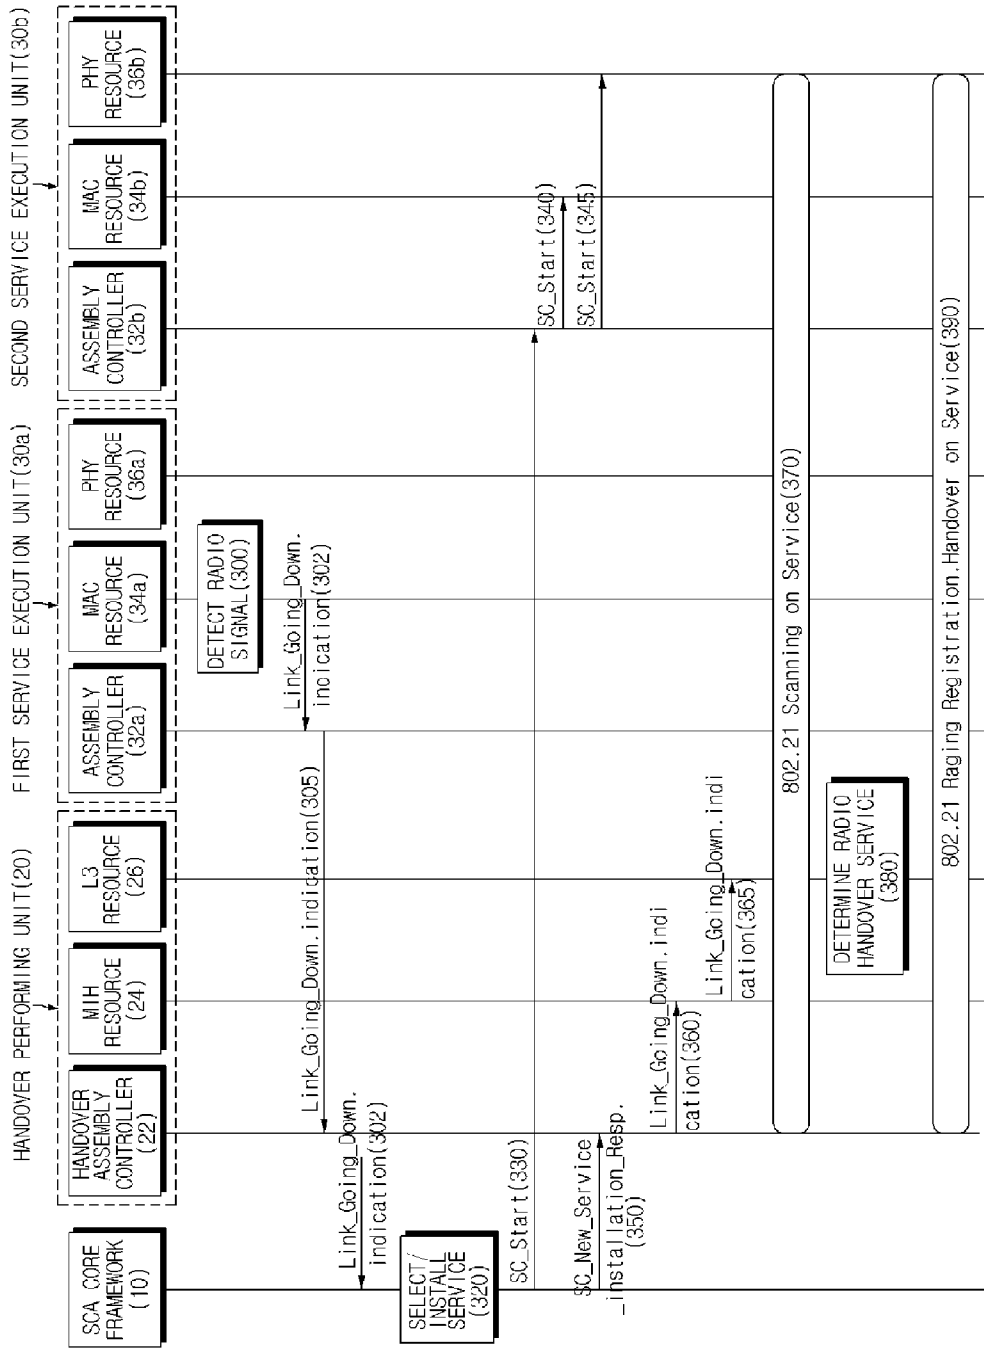 HANDOVER PERFORMING UNIT(20)
FIRST SERVICE EXECUTION UNIT(30a)
SECOND SERVICE EXECUTION UNIT(30b)
SCA CORE
FRAMEWORK
(10)
HANDOVER
ASSEMBLY
CONTROLLER
(22)
MIH
RESOURCE
(24)
L3
RESOURCE
(26)
ASSEMBLY
CONTROLLER
(32a)
MAC
RESOURCE
(34a)
PHY
RESOURCE
(36a)
ASSEMBLY
CONTROLLER
(32b)
MAC
RESOURCE
(34b)
PHY
RESOURCE
(36b)
DETECT RADIO
SIGNAL(300)
Link_Going_Down.
indication(302)
Link_Going_Down.indication(305)
Link_Going_Down.
indication(302)
SELECT/
INSTALL
SERVICE
(320)
SC_Start(330)
SC_Start(340)
SC_Start(345)
SC_New_Service
_installation_Resp.
(350)
Link_Going_Down.indi
cation(360)
Link_Going_Down.indi
cation(365)
802.21 Scanning on Service(370)
DETERMINE RADIO
HANDOVER SERVICE
(380)
802.21 Raging Registration.Handover on Service(390)